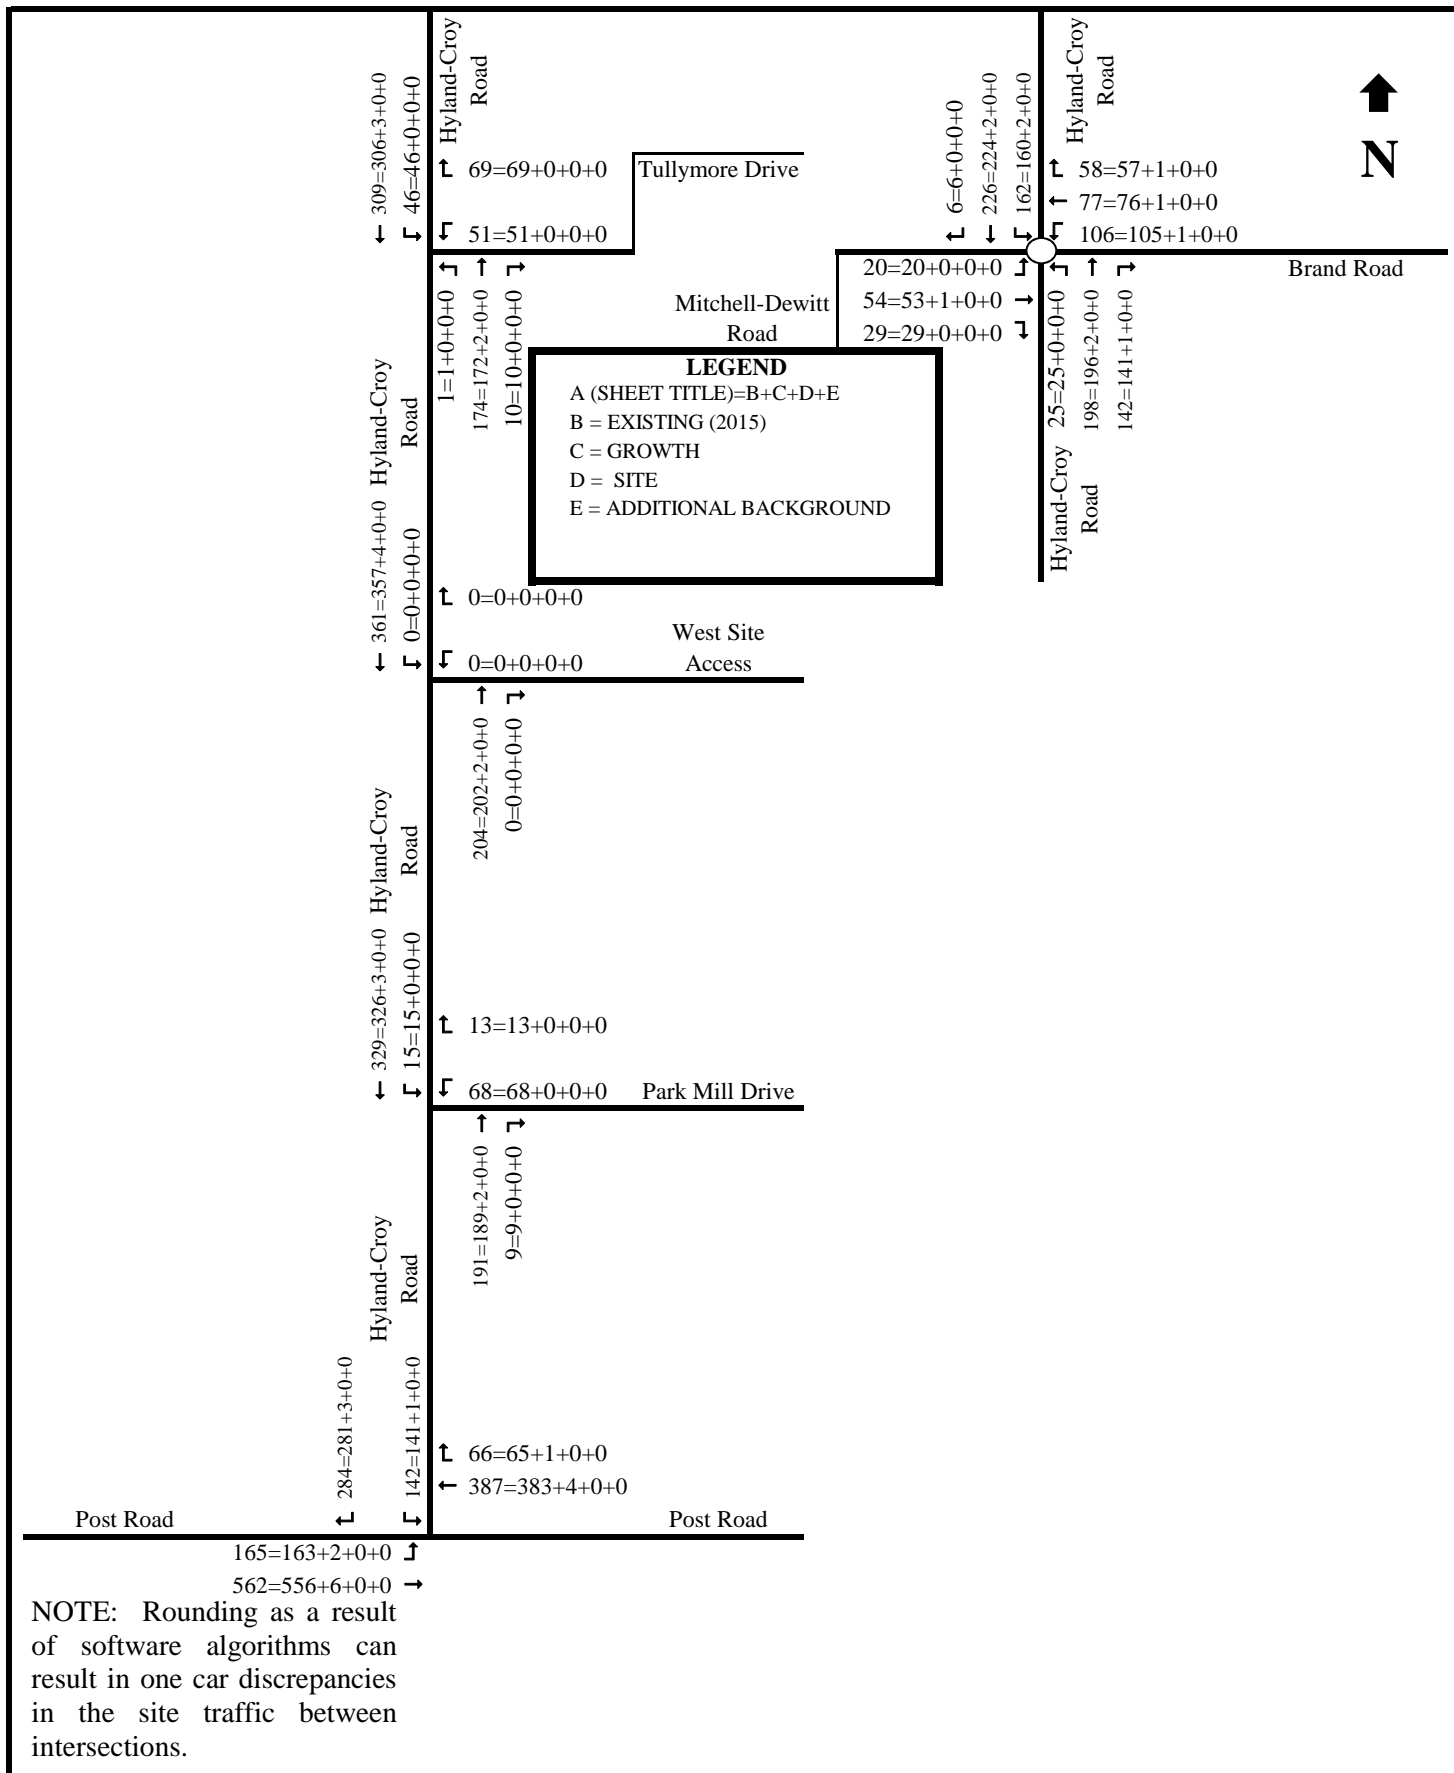 Hyland-Croy
Road
309=306+3+0+0
46=46+0+0+0
69=69+0+0+0
Tullymore Drive
51=51+0+0+0
1=1+0+0+0
174=172+2+0+0
10=10+0+0+0
Hyland-Croy
Road
6=6+0+0+0
226=224+2+0+0
162=160+2+0+0
58=57+1+0+0
77=76+1+0+0
106=105+1+0+0
N
20=20+0+0+0
54=53+1+0+0
29=29+0+0+0
Mitchell-Dewitt
Road
Brand Road
25=25+0+0+0
198=196+2+0+0
142=141+1+0+0
Hyland-Croy
Road
LEGEND
A (SHEET TITLE)=B+C+D+E
B = EXISTING (2015)
C = GROWTH
D = SITE
E = ADDITIONAL BACKGROUND
Hyland-Croy
Road
361=357+4+0+0
0=0+0+0+0
0=0+0+0+0
West Site
Access
0=0+0+0+0
204=202+2+0+0
0=0+0+0+0
Hyland-Croy
Road
329=326+3+0+0
15=15+0+0+0
13=13+0+0+0
68=68+0+0+0
Park Mill Drive
191=189+2+0+0
9=9+0+0+0
Hyland-Croy
Road
284=281+3+0+0
142=141+1+0+0
66=65+1+0+0
387=383+4+0+0
Post Road
Post Road
165=163+2+0+0
562=556+6+0+0
NOTE: Rounding as a result
of software algorithms can
result in one car discrepancies
in the site traffic between
intersections.